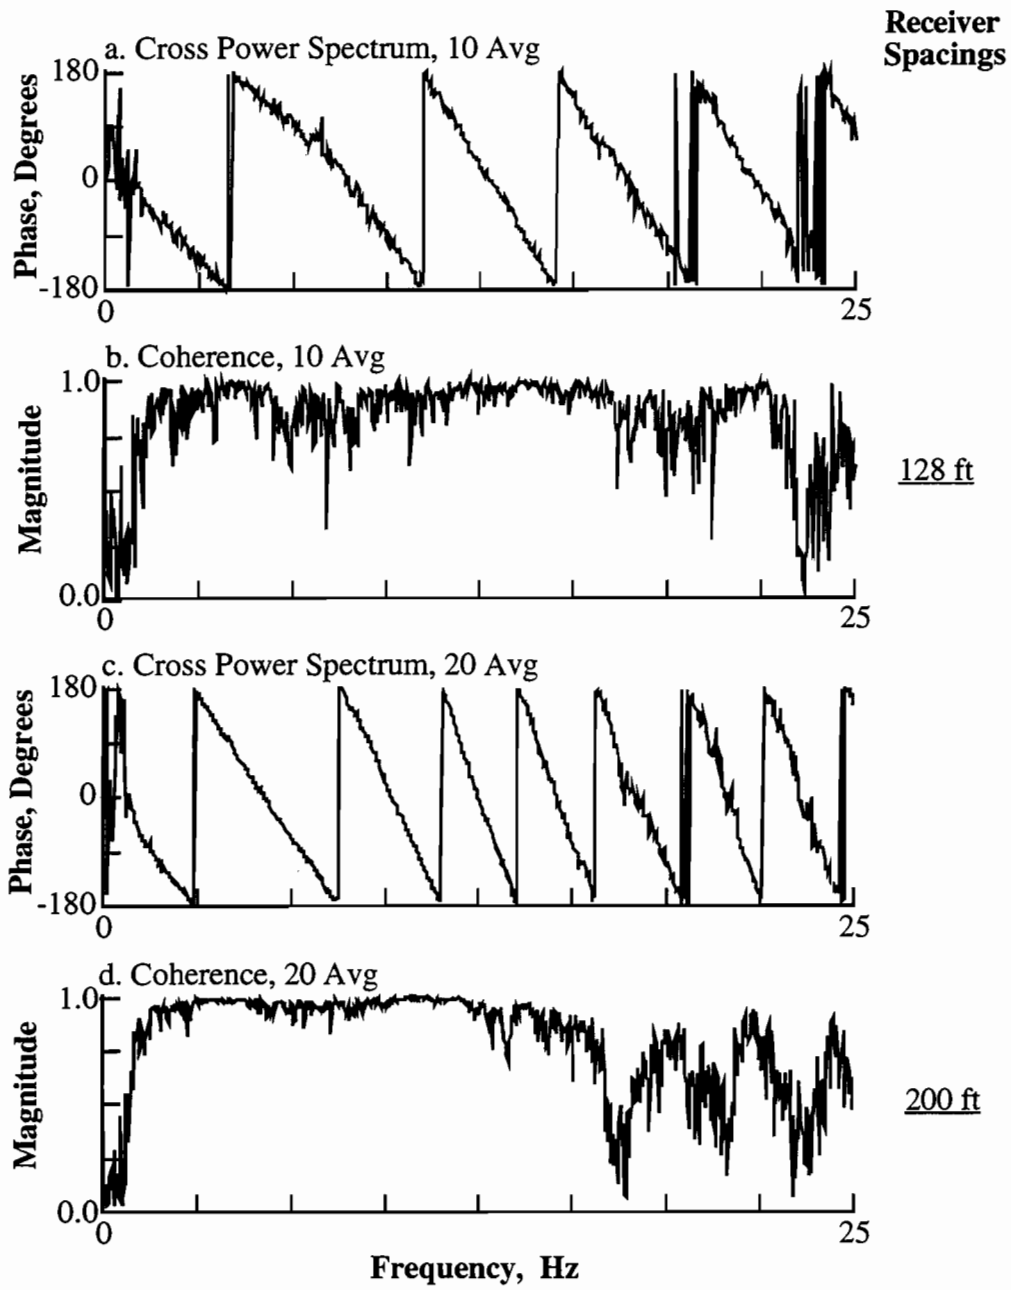 Receiver
Spacings
a. Cross Power Spectrum, 10 Avg
180
0
-180
Phase, Degrees
0
25
b. Coherence, 10 Avg
1.0
0.0
Magnitude
0
25
128 ft
c. Cross Power Spectrum, 20 Avg
180
0
-180
Phase, Degrees
0
25
d. Coherence, 20 Avg
1.0
0.0
Magnitude
0
25
200 ft
Frequency, Hz